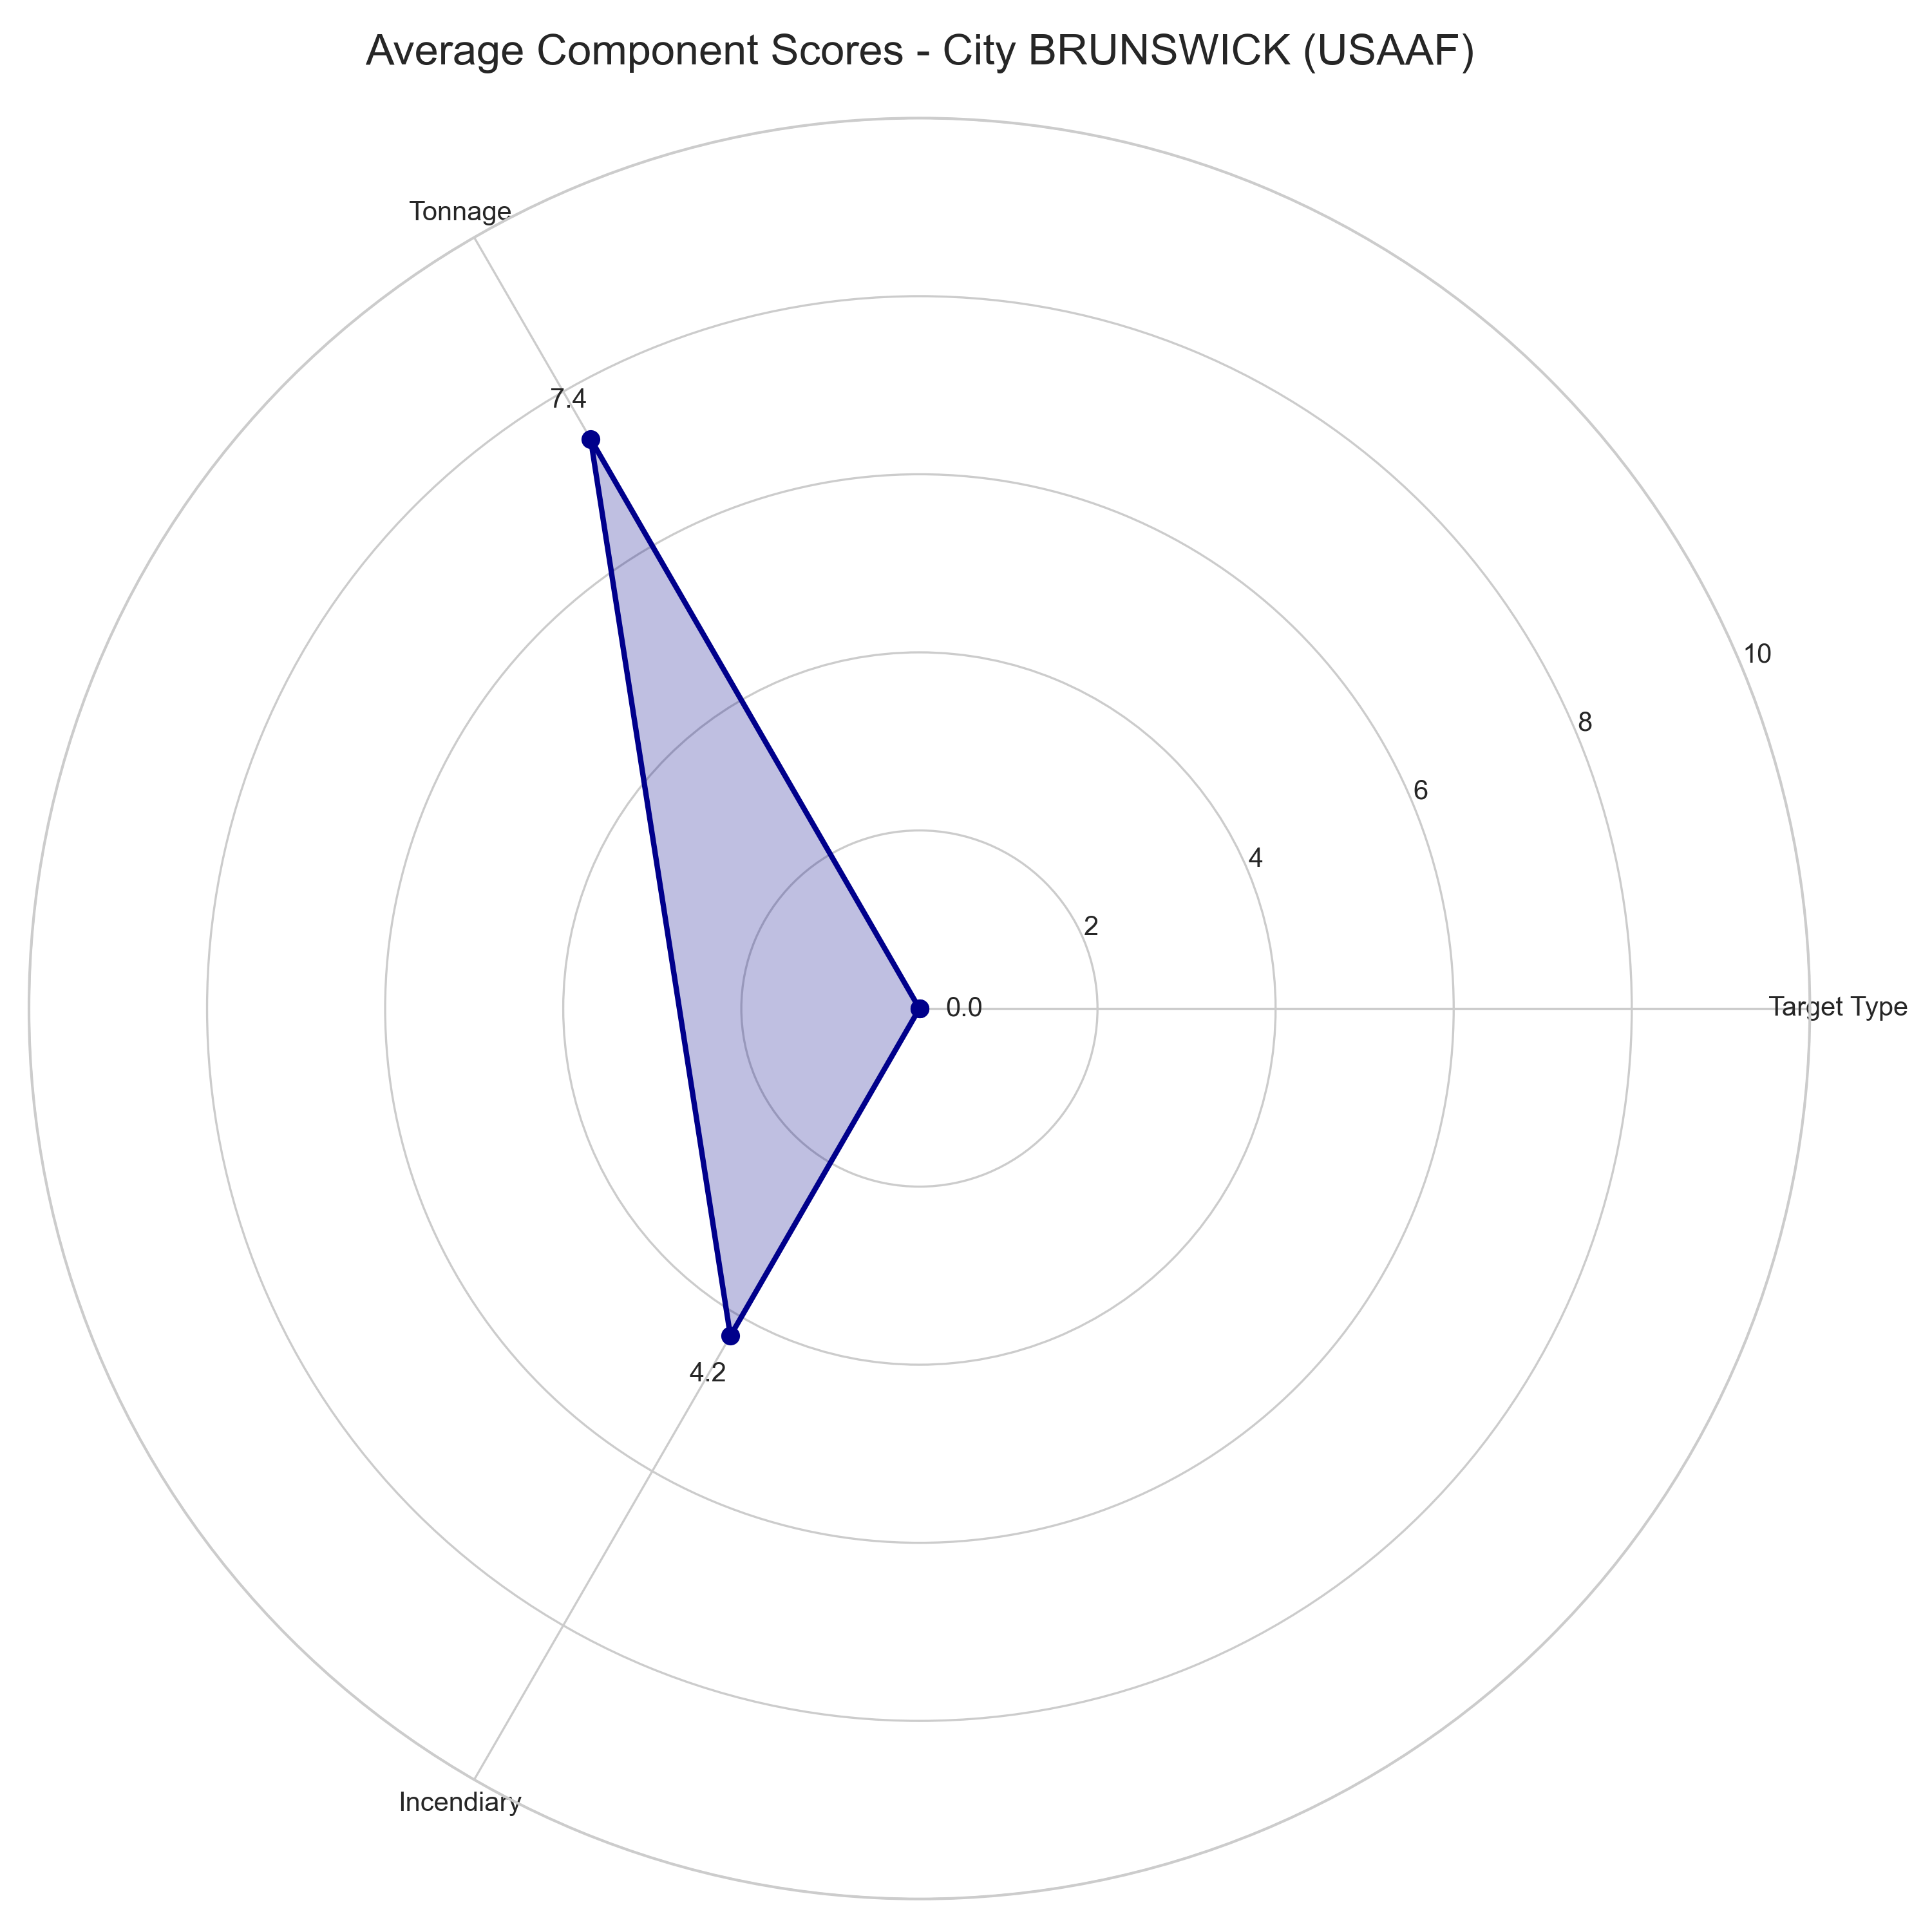 Average Component Scores - City BRUNSWICK (USAAF)
Tonnage
7.4
10
8
6
4
2
0.0
Target Type
4.2
Incendiary